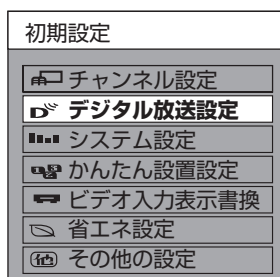 初期設定
チャンネル設定
デジタル放送設定
システム設定
かんたん設置設定
ビデオ入力表示書換
省エネ設定
その他の設定